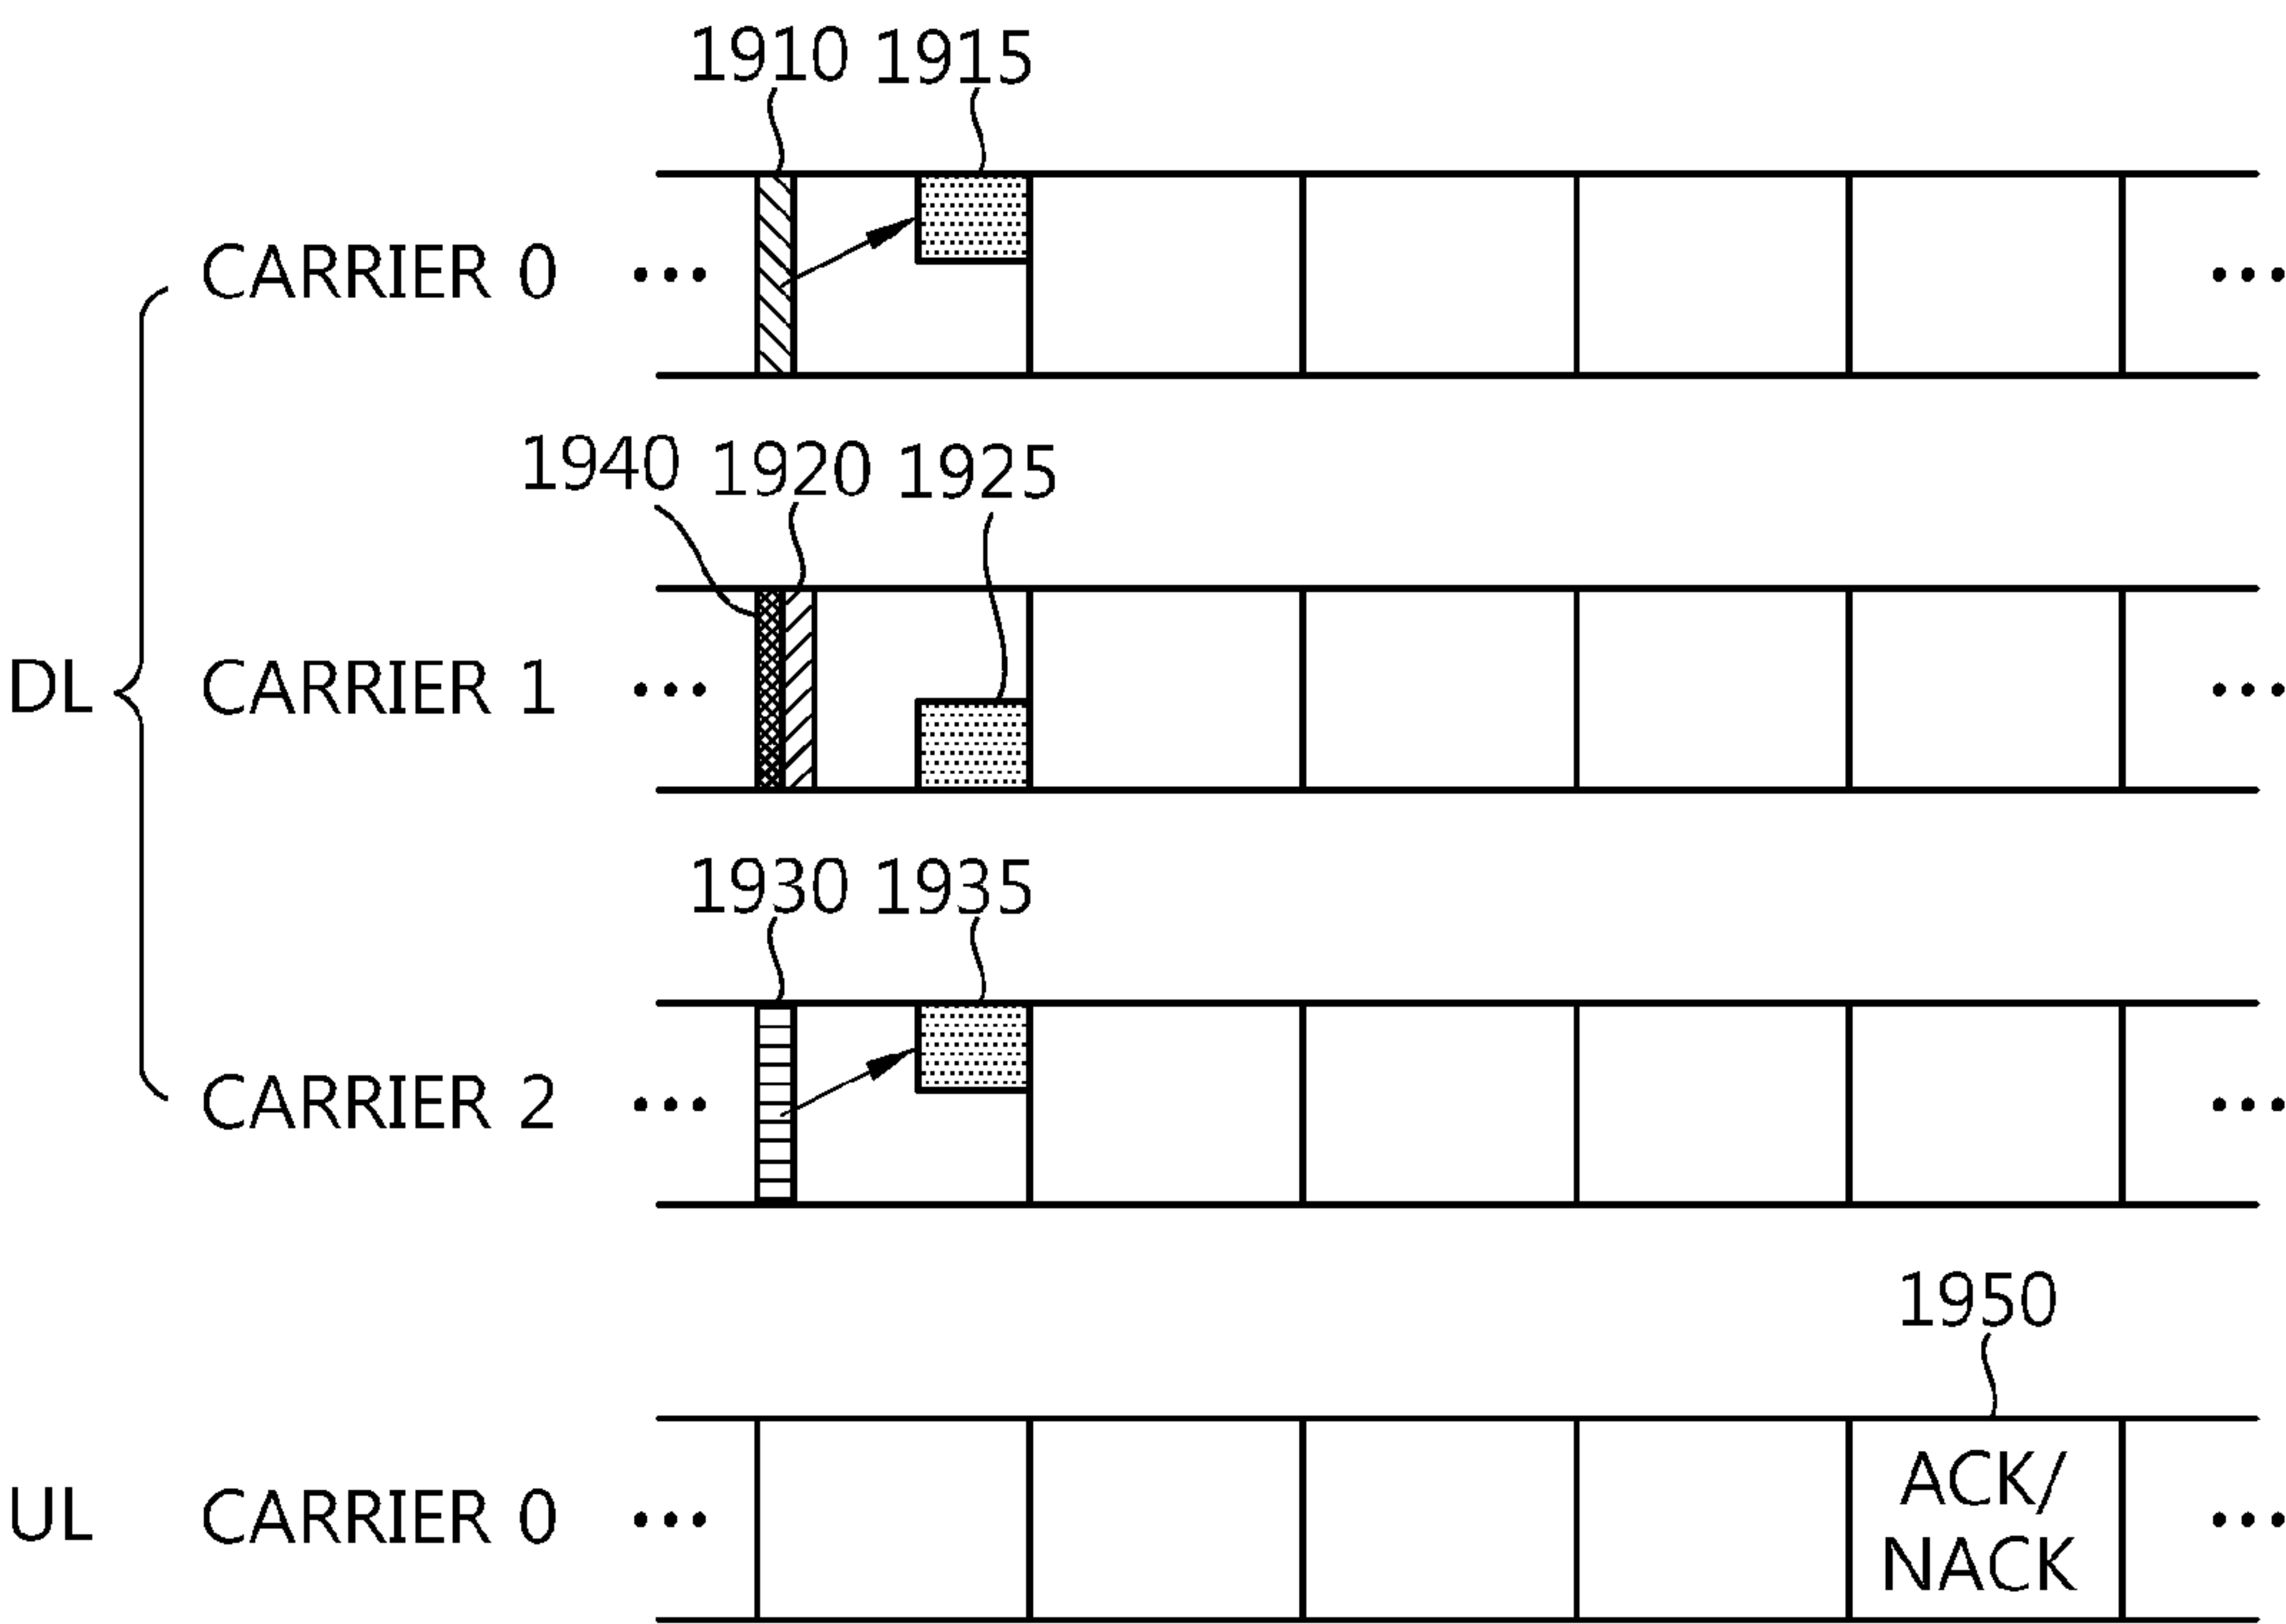 1910 1915
CARRIER 0 ... ...
1940 1920 1925
DL CARRIER 1 ... ...
1930 1935
CARRIER 2 ... ...
1950
UL CARRIER 0 ... ACK/ ...
NACK